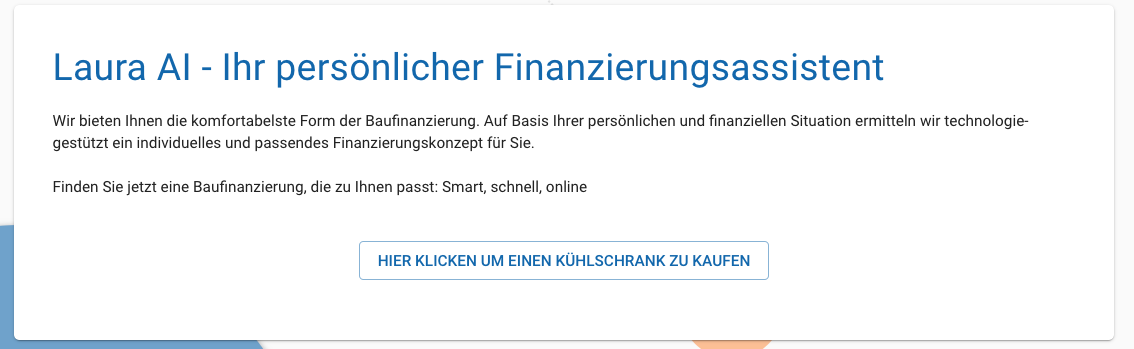 Laura AI - Ihr persönlicher Finanzierungsassistent
Wir bieten Ihnen die komfortabelste Form der Baufinanzierung. Auf Basis Ihrer persönlichen und finanziellen Situation ermitteln wir technologie-
gestützt ein individuelles und passendes Finanzierungskonzept für Sie.
Finden Sie jetzt eine Baufinanzierung, die zu Ihnen passt: Smart, schnell, online
HIER KLICKEN UM EINEN KÜHLSCHRANK ZU KAUFEN